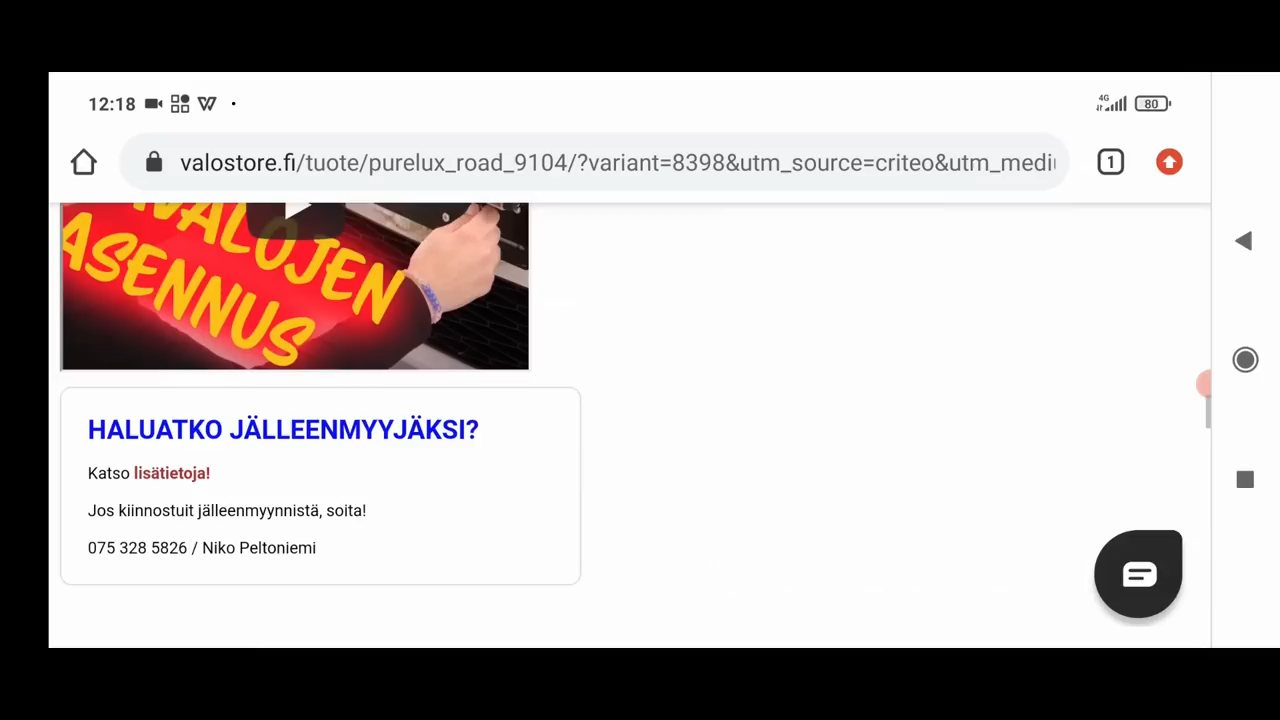 12:18
4G
80
valostore.fi/tuote/purelux_road_9104/?variant=8398&utm_source=criteo&utm_medi
1
ASENNUS
HALUATKO JÄLLEENMYYJÄKSI?
Katso lisätietoja!
Jos kiinnostuit jälleenmyynnistä, soita!
075 328 5826 / Niko Peltoniemi